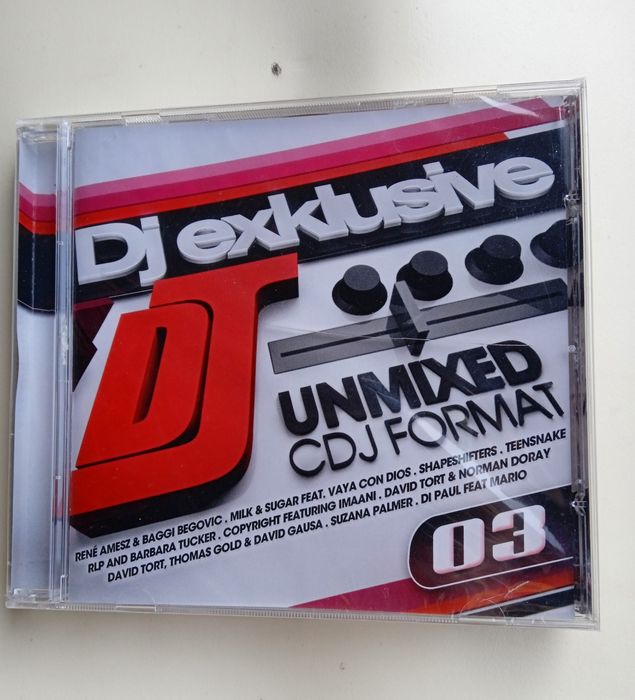 Dj exklusive
DJ
UNMIXED
CDJ FORMAT
RENÉ AMESZ & BAGGI BEGOVIC . MILK & SUGAR FEAT. VAYA CON DIOS . SHAPESHIFTERS . TEENSNAKE
RLP AND BARBARA TUCKER . COPYRIGHT FEATURING IMAANI . DAVID TORT & NORMAN DORAY
DAVID TORT, THOMAS GOLD & DAVID GAUSA . SUZANA PALMER . DI PAUL FEAT MARIO
03